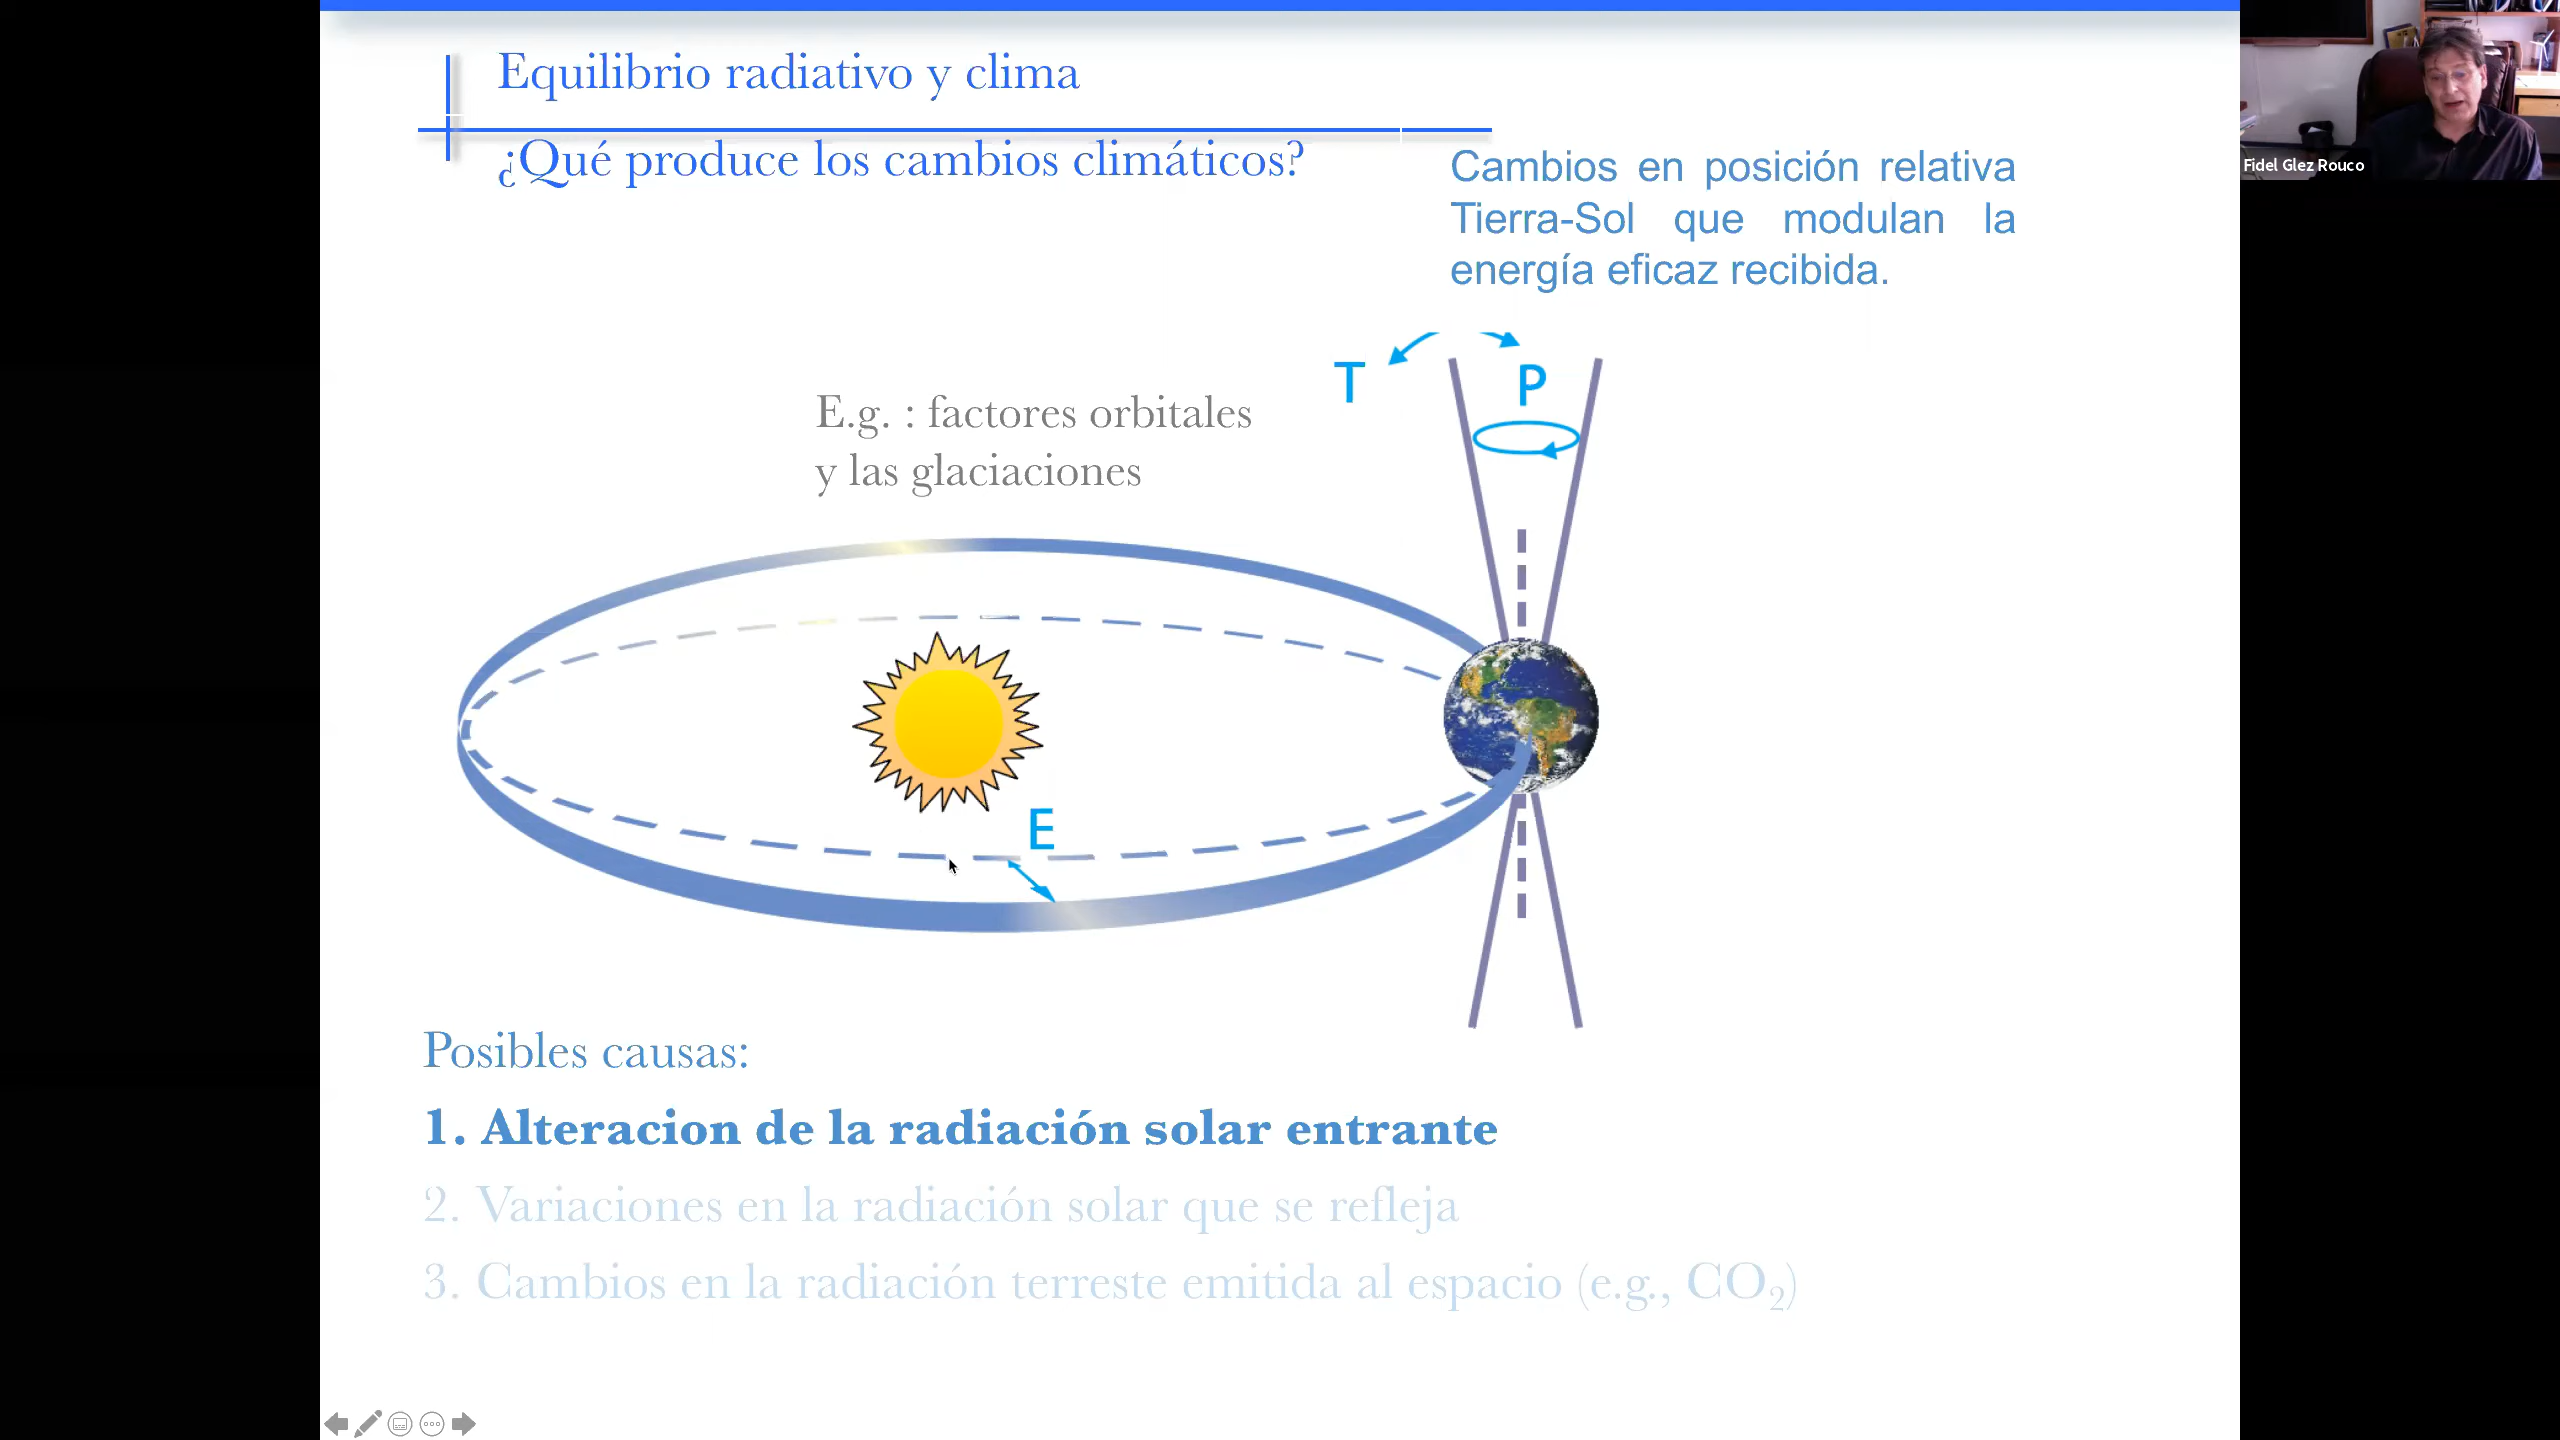 Equilibrio radiativo y clima
¿Qué produce los cambios climáticos?
Cambios en posición relativa
Tierra-Sol que modulan la
energía eficaz recibida.
Fidel Glez Rouco
T
P
E.g. : factores orbitales
y las glaciaciones
E
Posibles causas:
1. Alteracion de la radiación solar entrante
2. Variaciones en la radiación solar que se refleja
3. Cambios en la radiación terreste emitida al espacio (e.g., CO₂)